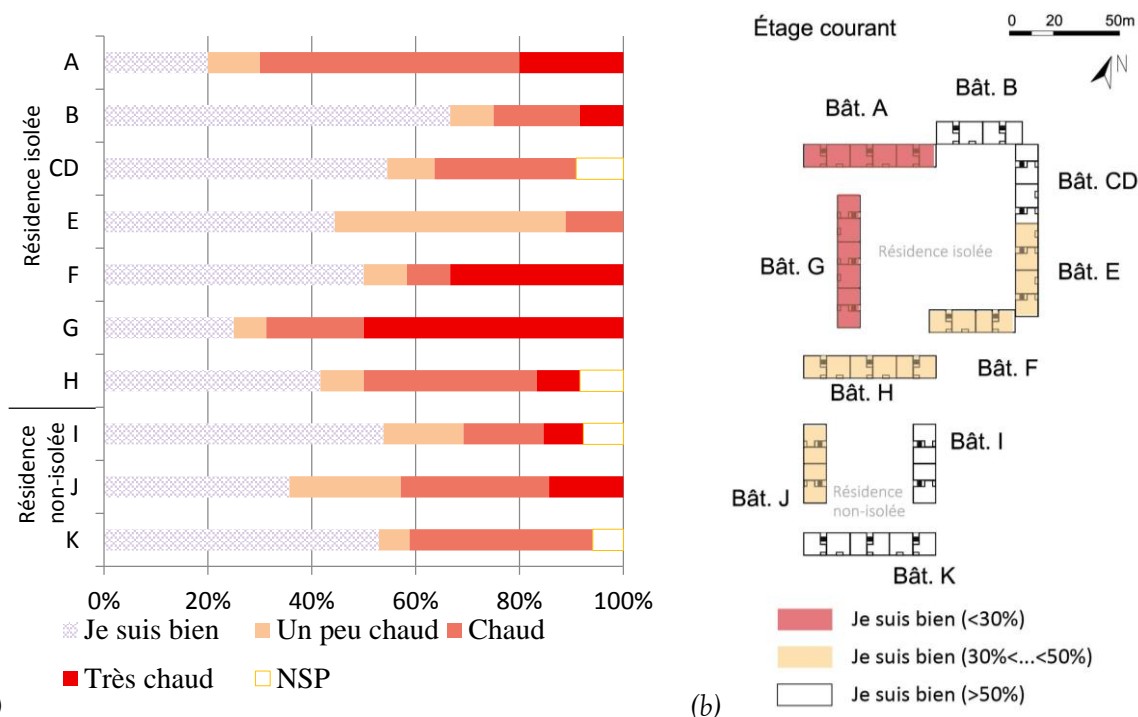 A
B
CD
E
F
G
H
I
J
K
Résidence isolée
Résidence
non-isolée
0% 20% 40% 60% 80% 100%
Je suis bien Un peu chaud Chaud
Très chaud NSP
)
Étage courant
0 20 50m
N
Bât. B
Bât. A
Bât. CD
Résidence isolée
Bât. G
Bât. E
Bât. F
Bât. H
Bât. I
Bât. J
Résidence
non-isolée
Bât. K
Je suis bien (<30%)
Je suis bien (30%<...<50%)
Je suis bien (>50%)
(b)